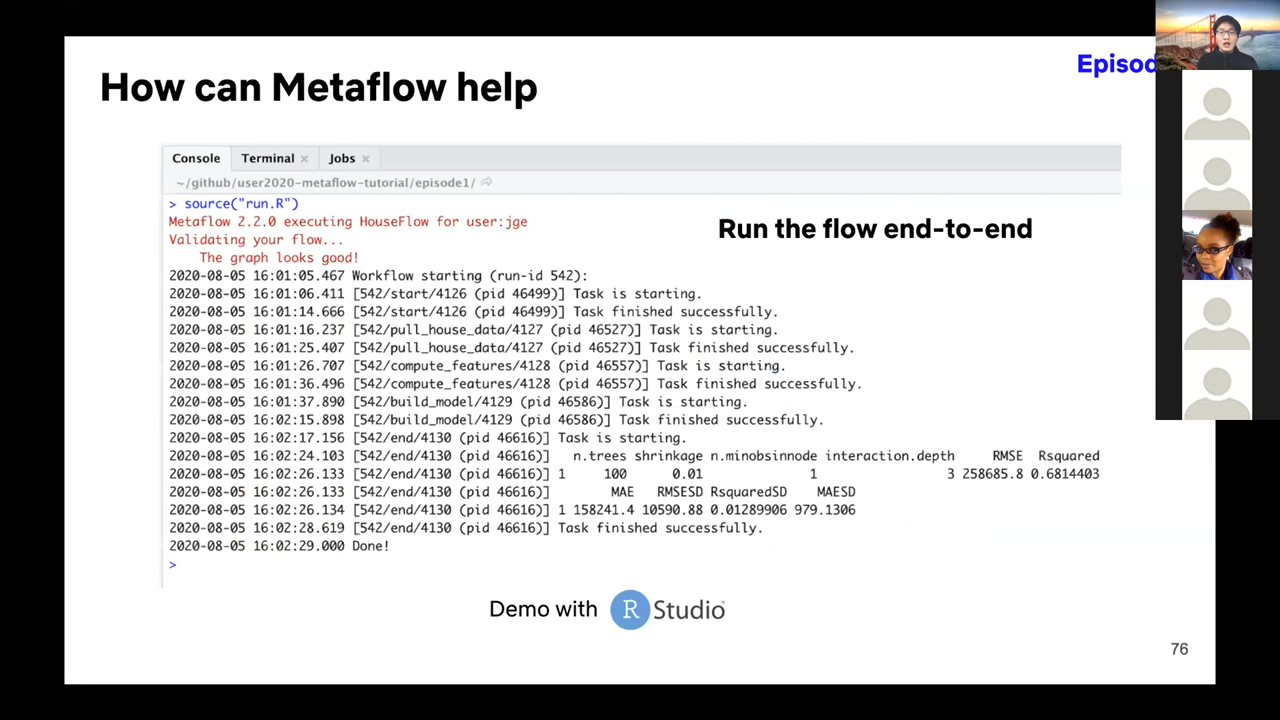 How can Metaflow help
Episod
Console Terminal × Jobs ×
~/github/user2020-metaflow-tutorial/episode1/
> source("run.R")
Run the flow end-to-end
Metaflow 2.2.0 executing HouseFlow for user:jge
Validating your flow...
The graph looks good!
2020-08-05 16:01:05.467 Workflow starting (run-id 542):
2020-08-05 16:01:06.411 [542/start/4126 (pid 46499)] Task is starting.
2020-08-05 16:01:14.666 [542/start/4126 (pid 46499)] Task finished successfully.
2020-08-05 16:01:16.237 [542/pull_house_data/4127 (pid 46527)] Task is starting.
2020-08-05 16:01:25.407 [542/pull_house_data/4127 (pid 46527)] Task finished successfully.
2020-08-05 16:01:26.707 [542/compute_features/4128 (pid 46557)] Task is starting.
2020-08-05 16:01:36.496 [542/compute_features/4128 (pid 46557)] Task finished successfully.
2020-08-05 16:01:37.890 [542/build_model/4129 (pid 46586)] Task is starting.
2020-08-05 16:02:15.898 [542/build_model/4129 (pid 46586)] Task finished successfully.
2020-08-05 16:02:17.156 [542/end/4130 (pid 46616)] Task is starting.
2020-08-05 16:02:24.103 [542/end/4130 (pid 46616)] n.trees shrinkage n.minobsinnode interaction.depth RMSE Rsquared
2020-08-05 16:02:26.133 [542/end/4130 (pid 46616)] 1 100 0.01 1 3 258685.8 0.6814403
2020-08-05 16:02:26.133 [542/end/4130 (pid 46616)] MAE RMSESD RsquaredSD MAESD
2020-08-05 16:02:26.134 [542/end/4130 (pid 46616)] 1 158241.4 10590.88 0.01289906 979.1306
2020-08-05 16:02:28.619 [542/end/4130 (pid 46616)] Task finished successfully.
2020-08-05 16:02:29.000 Done!
>
Demo with R Studio
76